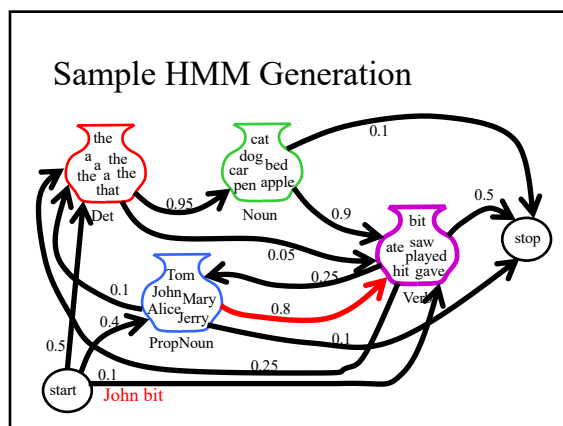 Sample HMM Generation
the
a a the
the a the
that
Det
0.95
cat
dog
car bed
pen apple
Noun
0.1
0.9
0.5
stop
bit
ate saw
played
hit gave
Verb
0.05
0.25
Tom
John Mary
Alice
Jerry
PropNoun
0.1
0.8
0.4
0.1
0.5
0.25
start
0.1
John bit